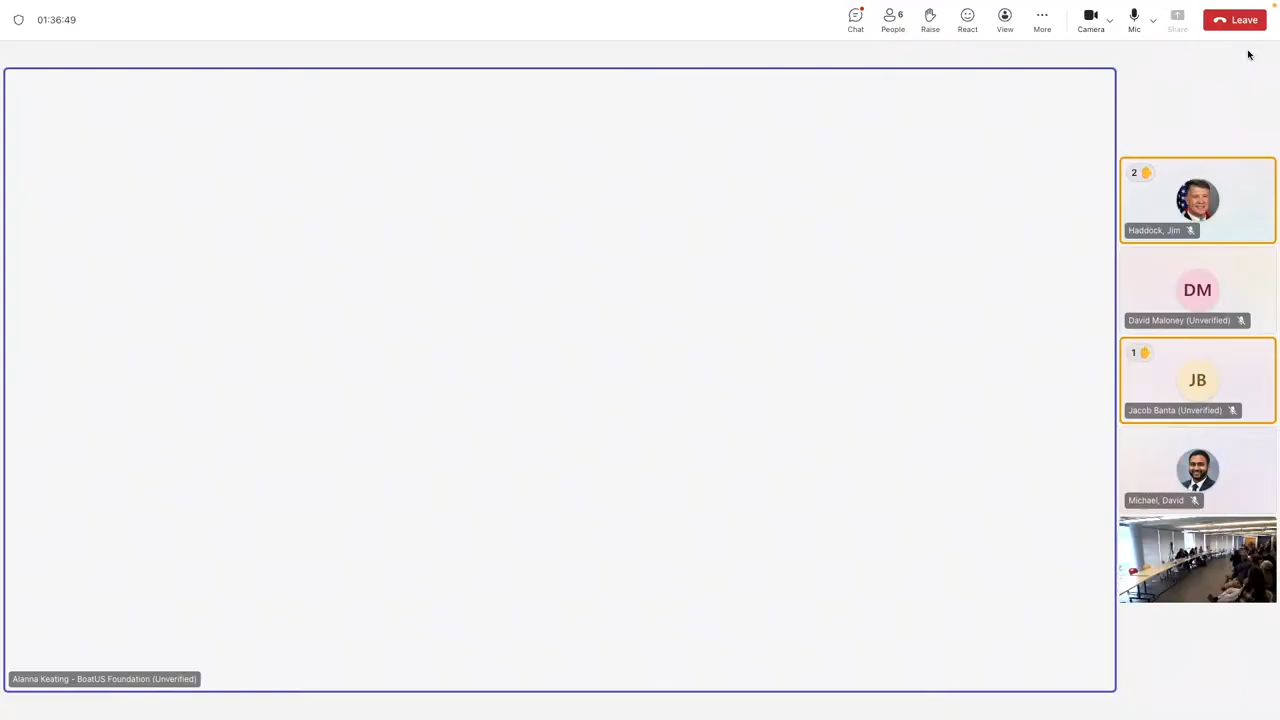 01:36:49
Chat
6
People
Raise
React
View
More
Camera
Mic
Share
Leave
2
Haddock, Jim
DM
David Maloney (Unverified)
1
JB
Jacob Banta (Unverified)
Michael, David
Alanna Keating - BoatUS Foundation (Unverified)